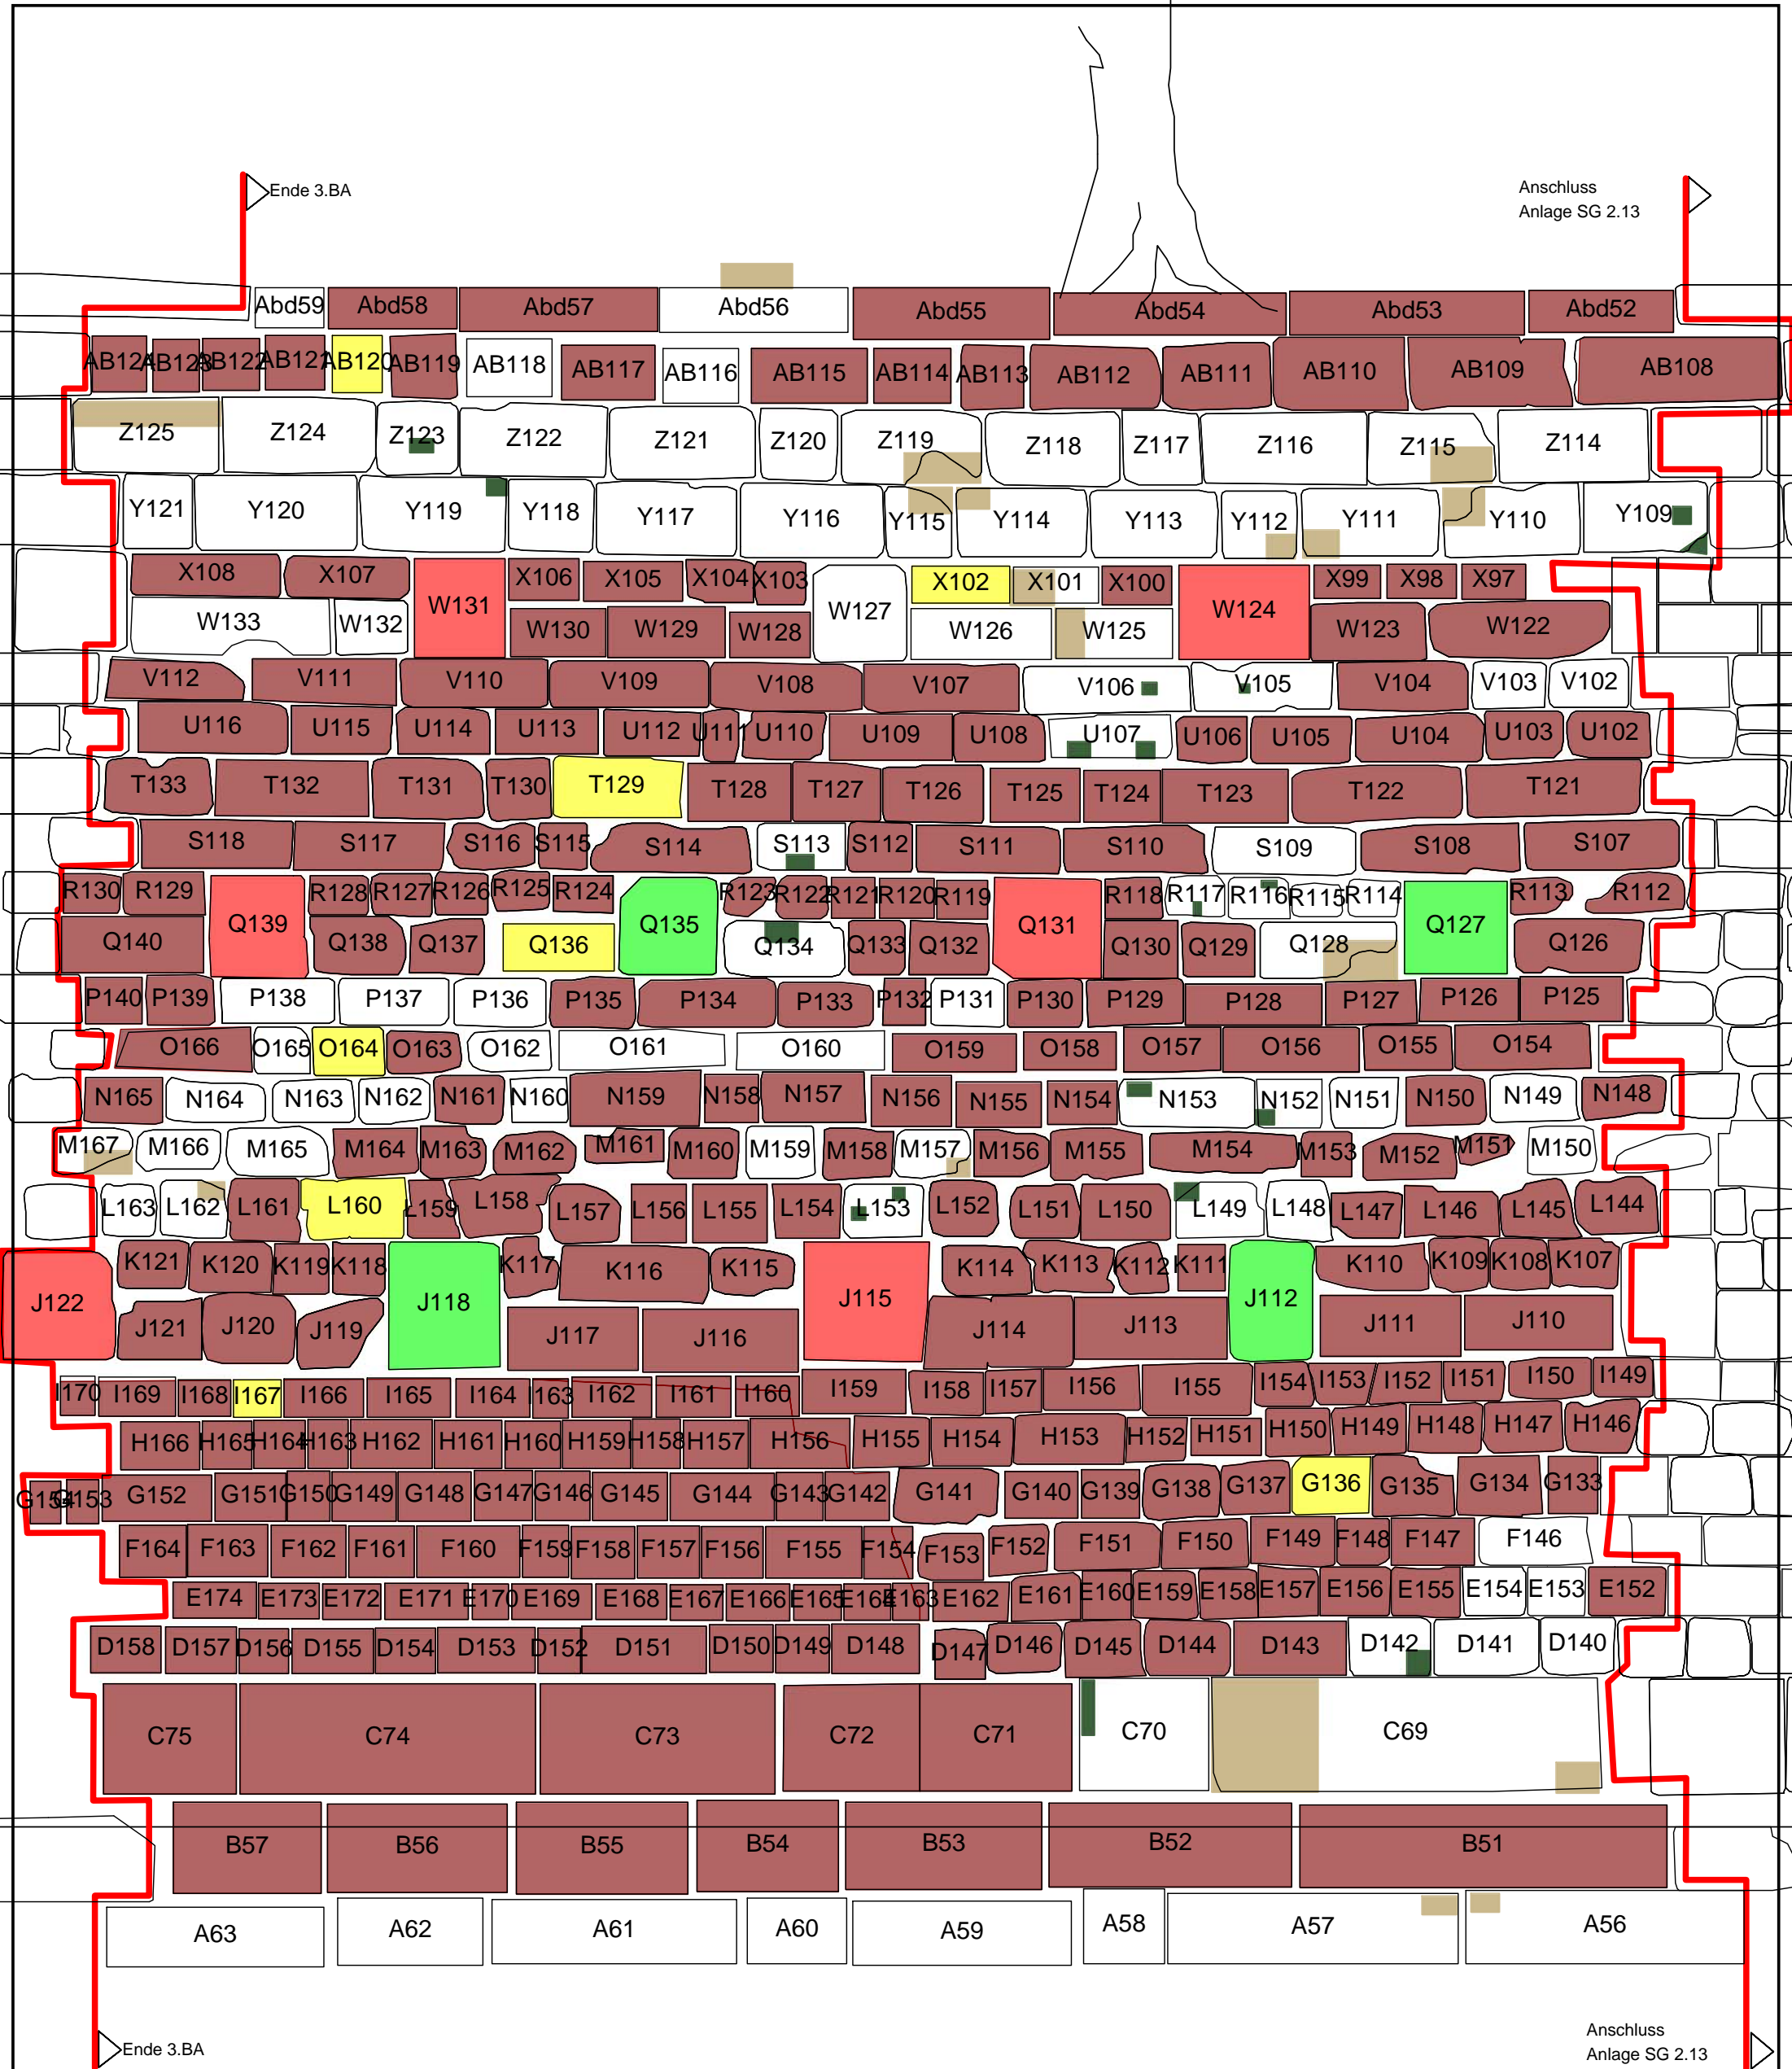 Ende 3.BA
Anschluss
Anlage SG 2.13
Abd59 Abd58 Abd57 Abd56 Abd55 Abd54 Abd53 Abd52
AB124 AB123 AB122 AB121 AB120 AB119 AB118 AB117 AB116 AB115 AB114 AB113 AB112 AB111 AB110 AB109 AB108
Z125 Z124 Z123 Z122 Z121 Z120 Z119 Z118 Z117 Z116 Z115 Z114
Y121 Y120 Y119 Y118 Y117 Y116 Y115 Y114 Y113 Y112 Y111 Y110 Y109
X108 X107 X106 X105 X104 X103 X102 X101 X100 X99 X98 X97
W133 W132 W131 W130 W129 W128 W127 W126 W125 W124 W123 W122
V112 V111 V110 V109 V108 V107 V106 V105 V104 V103 V102
U116 U115 U114 U113 U112 U111 U110 U109 U108 U107 U106 U105 U104 U103 U102
T133 T132 T131 T130 T129 T128 T127 T126 T125 T124 T123 T122 T121
S118 S117 S116 S115 S114 S113 S112 S111 S110 S109 S108 S107
R130 R129 R128 R127 R126 R125 R124 R123 R122 R121 R120 R119 R118 R117 R116 R115 R114 R113 R112
Q140 Q139 Q138 Q137 Q136 Q135 Q134 Q133 Q132 Q131 Q130 Q129 Q128 Q127 Q126
P140 P139 P138 P137 P136 P135 P134 P133 P132 P131 P130 P129 P128 P127 P126 P125
O166 O165 O164 O163 O162 O161 O160 O159 O158 O157 O156 O155 O154
N165 N164 N163 N162 N161 N160 N159 N158 N157 N156 N155 N154 N153 N152 N151 N150 N149 N148
M167 M166 M165 M164 M163 M162 M161 M160 M159 M158 M157 M156 M155 M154 M153 M152 M151 M150
L163 L162 L161 L160 L159 L158 L157 L156 L155 L154 L153 L152 L151 L150 L149 L148 L147 L146 L145 L144
K121 K120 K119 K118 K117 K116 K115 K114 K113 K112 K111 K110 K109 K108 K107
J122 J121 J120 J119 J118 J117 J116 J115 J114 J113 J112 J111 J110
I170 I169 I168 I167 I166 I165 I164 I163 I162 I161 I160 I159 I158 I157 I156 I155 I154 I153 I152 I151 I150 I149
H166 H165 H164 H163 H162 H161 H160 H159 H158 H157 H156 H155 H154 H153 H152 H151 H150 H149 H148 H147 H146
G154 G153 G152 G151 G150 G149 G148 G147 G146 G145 G144 G143 G142 G141 G140 G139 G138 G137 G136 G135 G134 G133
F164 F163 F162 F161 F160 F159 F158 F157 F156 F155 F154 F153 F152 F151 F150 F149 F148 F147 F146
E174 E173 E172 E171 E170 E169 E168 E167 E166 E165 E164 E163 E162 E161 E160 E159 E158 E157 E156 E155 E154 E153 E152
D158 D157 D156 D155 D154 D153 D152 D151 D150 D149 D148 D147 D146 D145 D144 D143 D142 D141 D140
C75 C74 C73 C72 C71 C70 C69
B57 B56 B55 B54 B53 B52 B51
A63 A62 A61 A60 A59 A58 A57 A56
Ende 3.BA
Anschluss
Anlage SG 2.13